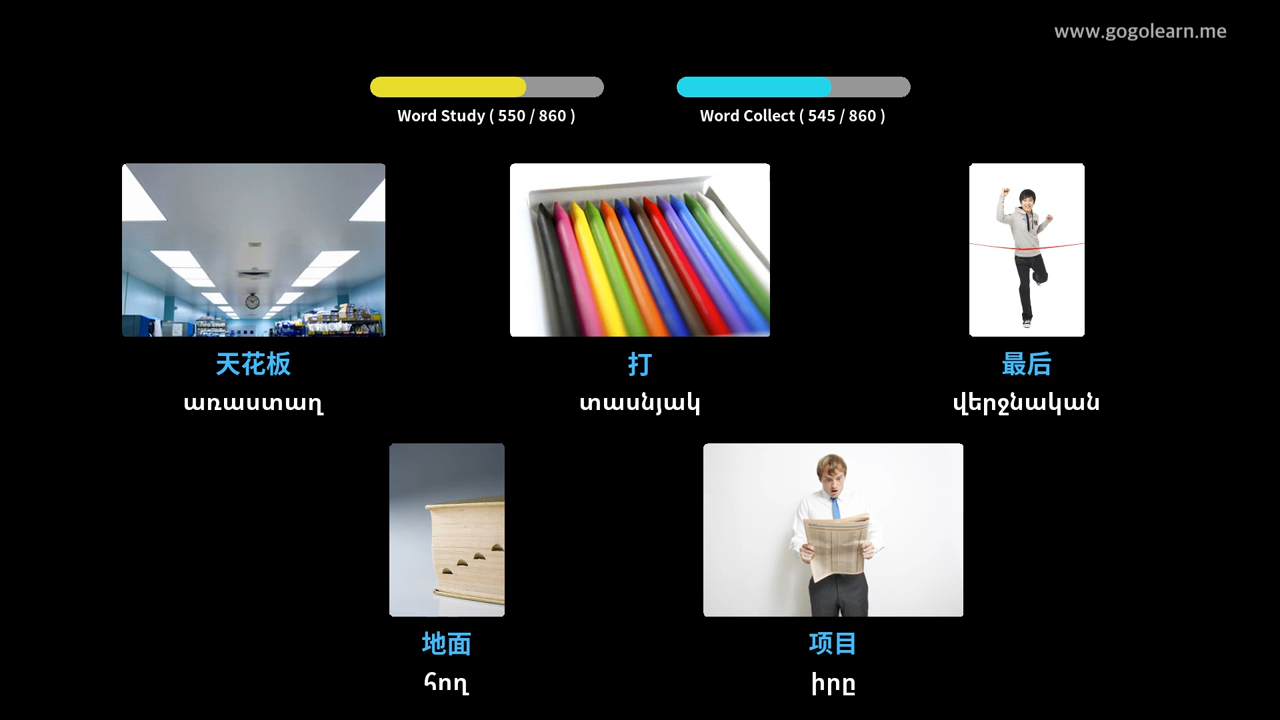 www.gogolearn.me
Word Study ( 550 / 860 )
Word Collect ( 545 / 860 )
天花板
առաստաղ
打
տասնյակ
最后
վերջնական
地面
հող
项目
իրը